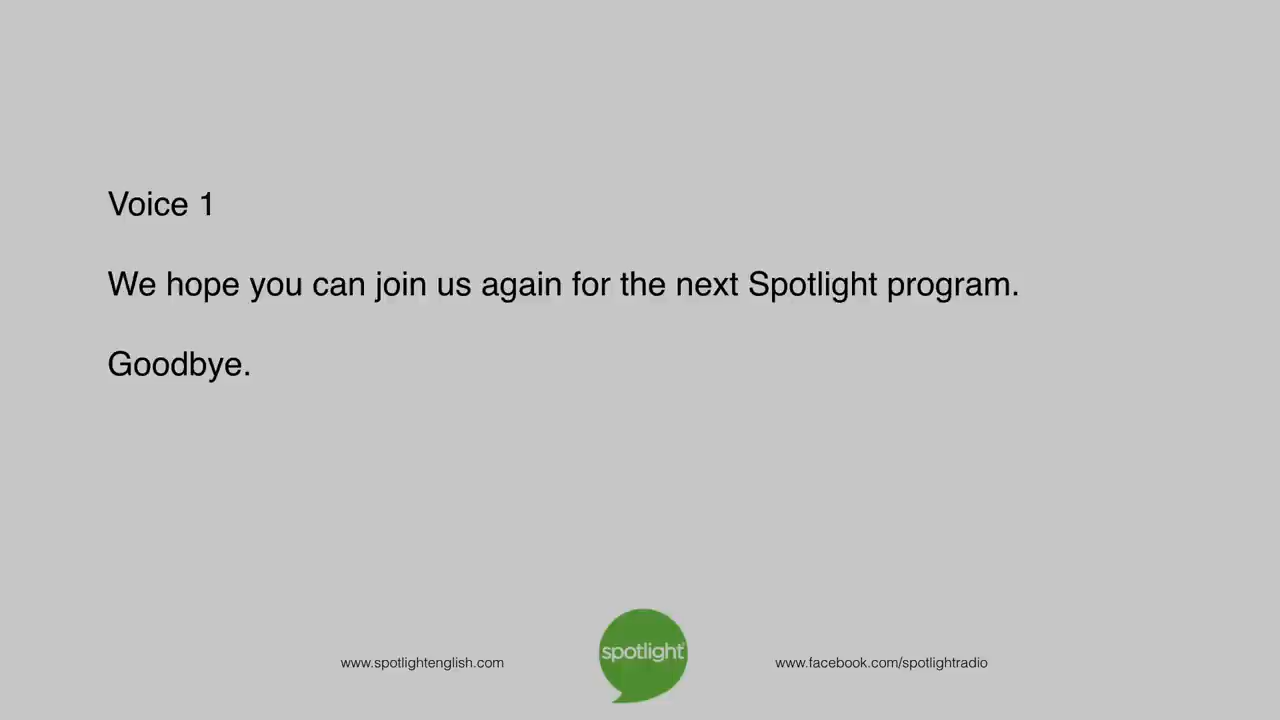 Voice 1
We hope you can join us again for the next Spotlight program.
Goodbye.
www.spotlightenglish.com
spotlight
www.facebook.com/spotlightradio